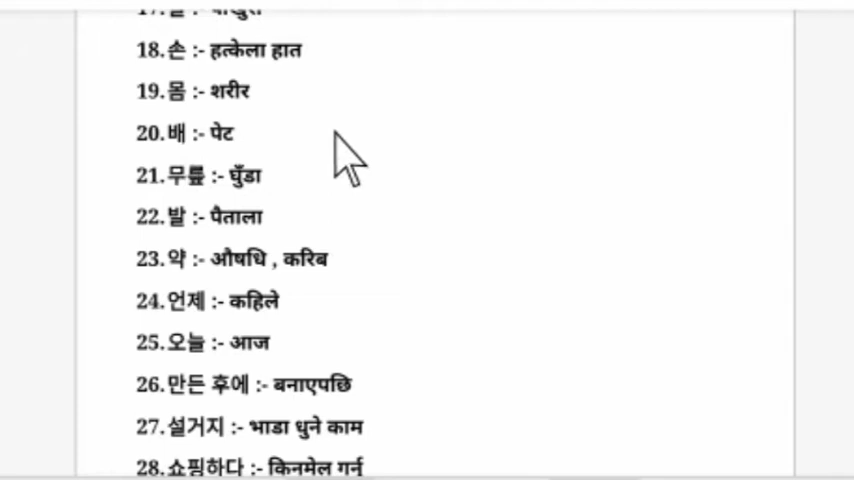 18.손 :- हत्केला हात
19.몸 :- शरीर
20.배 :- पेट
21.무릎 :- घुँडा
22.발 :- पैताला
23.약 :- औषधि , करिब
24.언제 :- कहिले
25.오늘 :- आज
26.만든 후에 :- बनाएपछि
27.설거지 :- भाडा धुने काम
28.쇼핑하다 :- किनमेल गर्नु